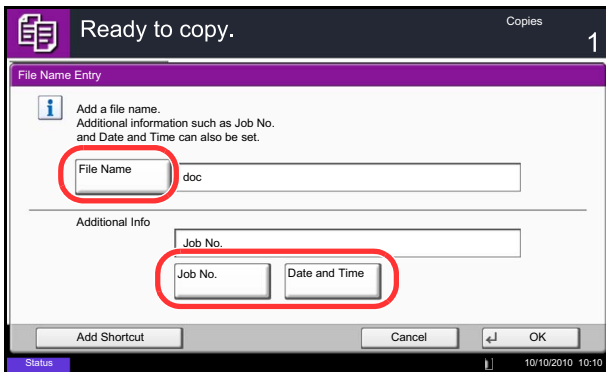 Ready to copy.
Copies
1
File Name Entry
Add a file name.
Additional information such as Job No.
and Date and Time can also be set.
File Name
doc
Additional Info
Job No.
Job No.
Date and Time
Add Shortcut
Cancel
OK
Status
10/10/2010 10:10